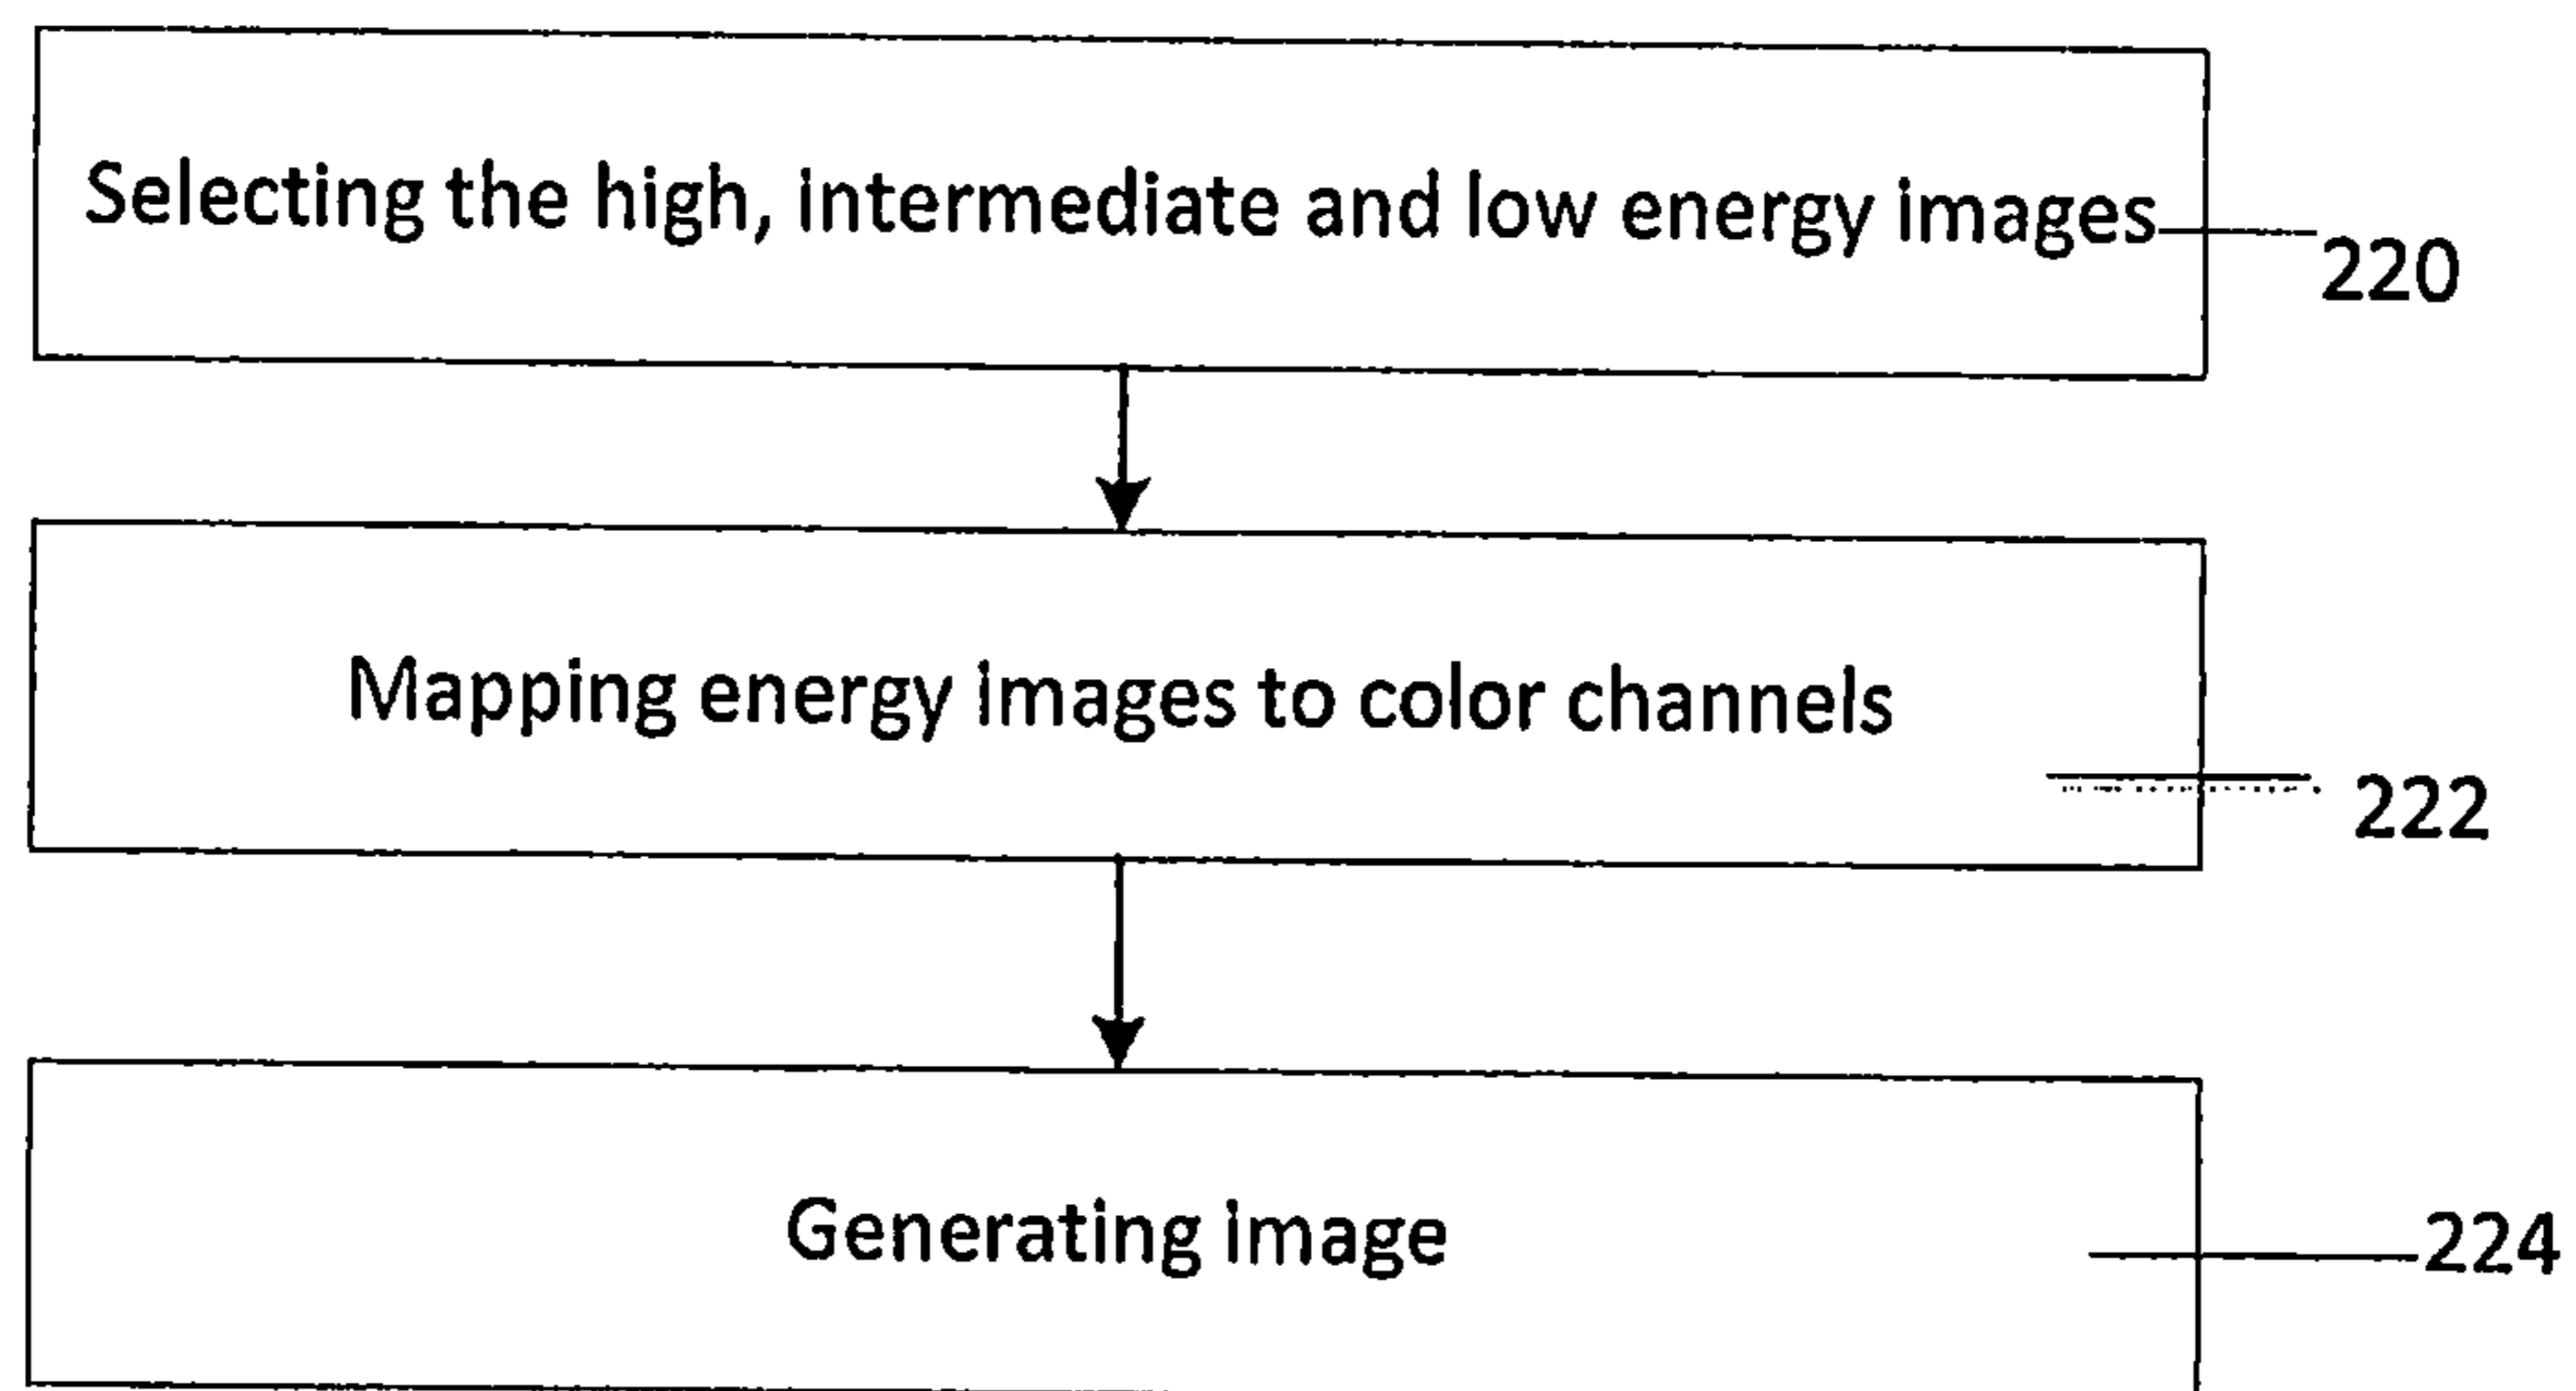 Selecting the high, intermediate and low energy images
220
Mapping energy images to color channels
222
Generating image
224